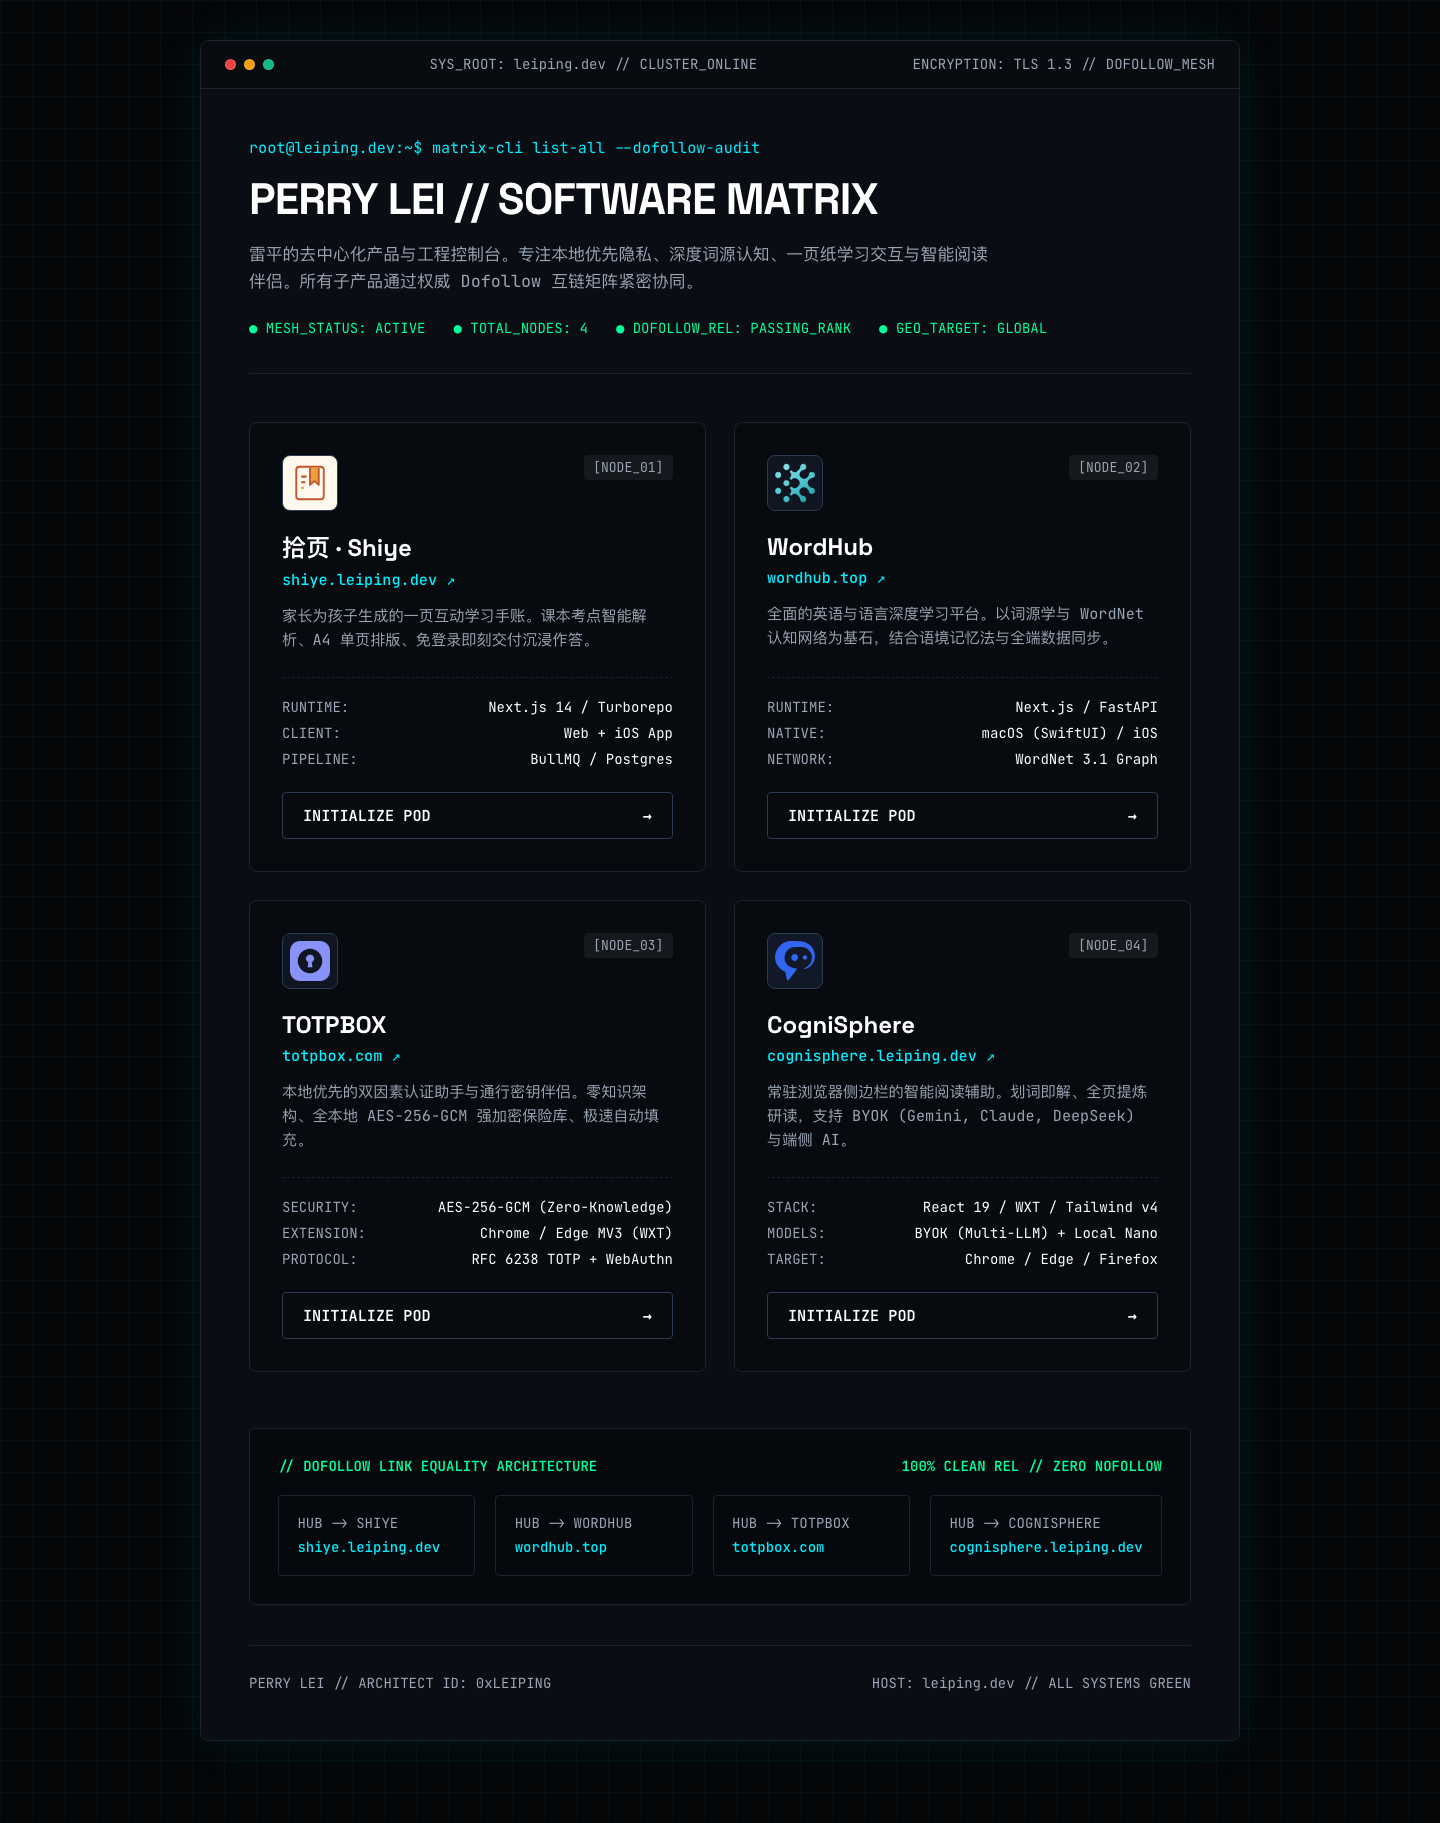 SYS_ROOT: leiping.dev // CLUSTER_ONLINE
ENCRYPTION: TLS 1.3 // DOFOLLOW_MESH
root@leiping.dev:~$ matrix-cli list-all --dofollow-audit
PERRY LEI // SOFTWARE MATRIX
雷平的去中心化产品与工程控制台。专注本地优先隐私、深度词源认知、一页纸学习交互与智能阅读
伴侣。所有子产品通过权威 Dofollow 互链矩阵紧密协同。
● MESH_STATUS: ACTIVE ● TOTAL_NODES: 4 ● DOFOLLOW_REL: PASSING_RANK ● GEO_TARGET: GLOBAL
[NODE_01]
拾页 · Shiye
shiye.leiping.dev ↗
家长为孩子生成的一页互动学习手账。课本考点智能解
析、A4 单页排版、免登录即刻交付沉浸作答。
RUNTIME: Next.js 14 / Turborepo
CLIENT: Web + iOS App
PIPELINE: BullMQ / Postgres
INITIALIZE POD →
[NODE_02]
WordHub
wordhub.top ↗
全面的英语与语言深度学习平台。以词源学与 WordNet
认知网络为基石，结合语境记忆法与全端数据同步。
RUNTIME: Next.js / FastAPI
NATIVE: macOS (SwiftUI) / iOS
NETWORK: WordNet 3.1 Graph
INITIALIZE POD →
[NODE_03]
TOTPBOX
totpbox.com ↗
本地优先的双因素认证助手与通行密钥伴侣。零知识架
构、全本地 AES-256-GCM 强加密保险库、极速自动填
充。
SECURITY: AES-256-GCM (Zero-Knowledge)
EXTENSION: Chrome / Edge MV3 (WXT)
PROTOCOL: RFC 6238 TOTP + WebAuthn
INITIALIZE POD →
[NODE_04]
CogniSphere
cognisphere.leiping.dev ↗
常驻浏览器侧边栏的智能阅读辅助。划词即解、全页提炼
研读，支持 BYOK (Gemini, Claude, DeepSeek)
与端侧 AI。
STACK: React 19 / WXT / Tailwind v4
MODELS: BYOK (Multi-LLM) + Local Nano
TARGET: Chrome / Edge / Firefox
INITIALIZE POD →
// DOFOLLOW LINK EQUALITY ARCHITECTURE
100% CLEAN REL // ZERO NOFOLLOW
HUB -> SHIYE
shiye.leiping.dev
HUB -> WORDHUB
wordhub.top
HUB -> TOTPBOX
totpbox.com
HUB -> COGNISPHERE
cognisphere.leiping.dev
PERRY LEI // ARCHITECT ID: 0xLEIPING
HOST: leiping.dev // ALL SYSTEMS GREEN